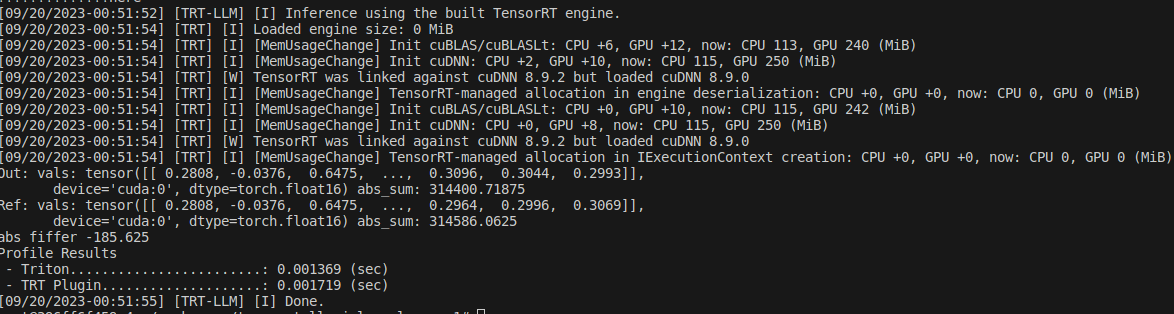 [09/20/2023-00:51:52] [TRT-LLM] [I] Inference using the built TensorRT engine.
[09/20/2023-00:51:54] [TRT] [I] Loaded engine size: 0 MiB
[09/20/2023-00:51:54] [TRT] [I] [MemUsageChange] Init cuBLAS/cuBLASLt: CPU +6, GPU +12, now: CPU 113, GPU 240 (MiB)
[09/20/2023-00:51:54] [TRT] [I] [MemUsageChange] Init cuDNN: CPU +2, GPU +10, now: CPU 115, GPU 250 (MiB)
[09/20/2023-00:51:54] [TRT] [W] TensorRT was linked against cuDNN 8.9.2 but loaded cuDNN 8.9.0
[09/20/2023-00:51:54] [TRT] [I] [MemUsageChange] TensorRT-managed allocation in engine deserialization: CPU +0, GPU +0, now: CPU 0, GPU 0 (MiB)
[09/20/2023-00:51:54] [TRT] [I] [MemUsageChange] Init cuBLAS/cuBLASLt: CPU +0, GPU +10, now: CPU 115, GPU 242 (MiB)
[09/20/2023-00:51:54] [TRT] [I] [MemUsageChange] Init cuDNN: CPU +0, GPU +8, now: CPU 115, GPU 250 (MiB)
[09/20/2023-00:51:54] [TRT] [W] TensorRT was linked against cuDNN 8.9.2 but loaded cuDNN 8.9.0
[09/20/2023-00:51:54] [TRT] [I] [MemUsageChange] TensorRT-managed allocation in IExecutionContext creation: CPU +0, GPU +0, now: CPU 0, GPU 0 (MiB)
Out: vals: tensor([[ 0.2808, -0.0376,  0.6475,  ...,  0.3096,  0.3044,  0.2993]],
       device='cuda:0', dtype=torch.float16) abs_sum: 314400.71875
Ref: vals: tensor([[ 0.2808, -0.0376,  0.6475,  ...,  0.2964,  0.2996,  0.3069]],
       device='cuda:0', dtype=torch.float16) abs_sum: 314586.0625
abs fiffer -185.625
Profile Results
 - Triton........................: 0.001369 (sec)
 - TRT Plugin....................: 0.001719 (sec)
[09/20/2023-00:51:55] [TRT-LLM] [I] Done.